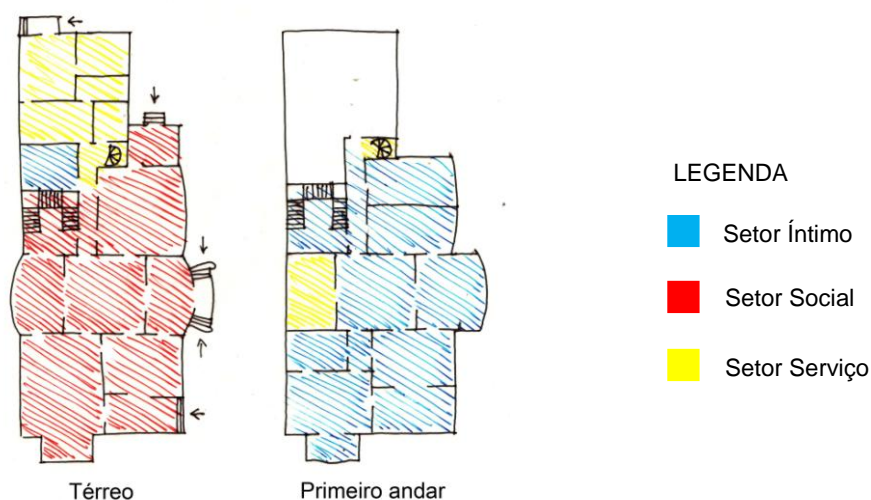 LEGENDA
Setor Íntimo
Setor Social
Setor Serviço
Térreo
Primeiro andar